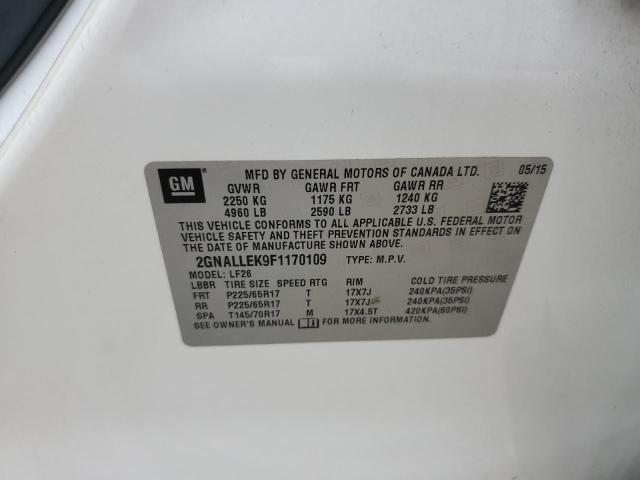 GM
MFD BY GENERAL MOTORS OF CANADA LTD. 05/15
GVWR GAWR FRT GAWR RR
2250 KG 1175 KG 1240 KG
4960 LB 2590 LB 2733 LB
THIS VEHICLE CONFORMS TO ALL APPLICABLE U.S. FEDERAL MOTOR
VEHICLE SAFETY AND THEFT PREVENTION STANDARDS IN EFFECT ON
THE DATE OF MANUFACTURE SHOWN ABOVE.
2GNALLEK9F1170109 TYPE: M.P.V.
MODEL: LF26
LBBR TIRE SIZE SPEED RTG RIM COLD TIRE PRESSURE
FRT P225/65R17 T 17X7J 240KPA(35PSI)
RR P225/65R17 T 17X7J 240KPA(35PSI)
SPA T145/70R17 M 17X4.5T 420KPA(60PSI)
SEE OWNER'S MANUAL FOR MORE INFORMATION.